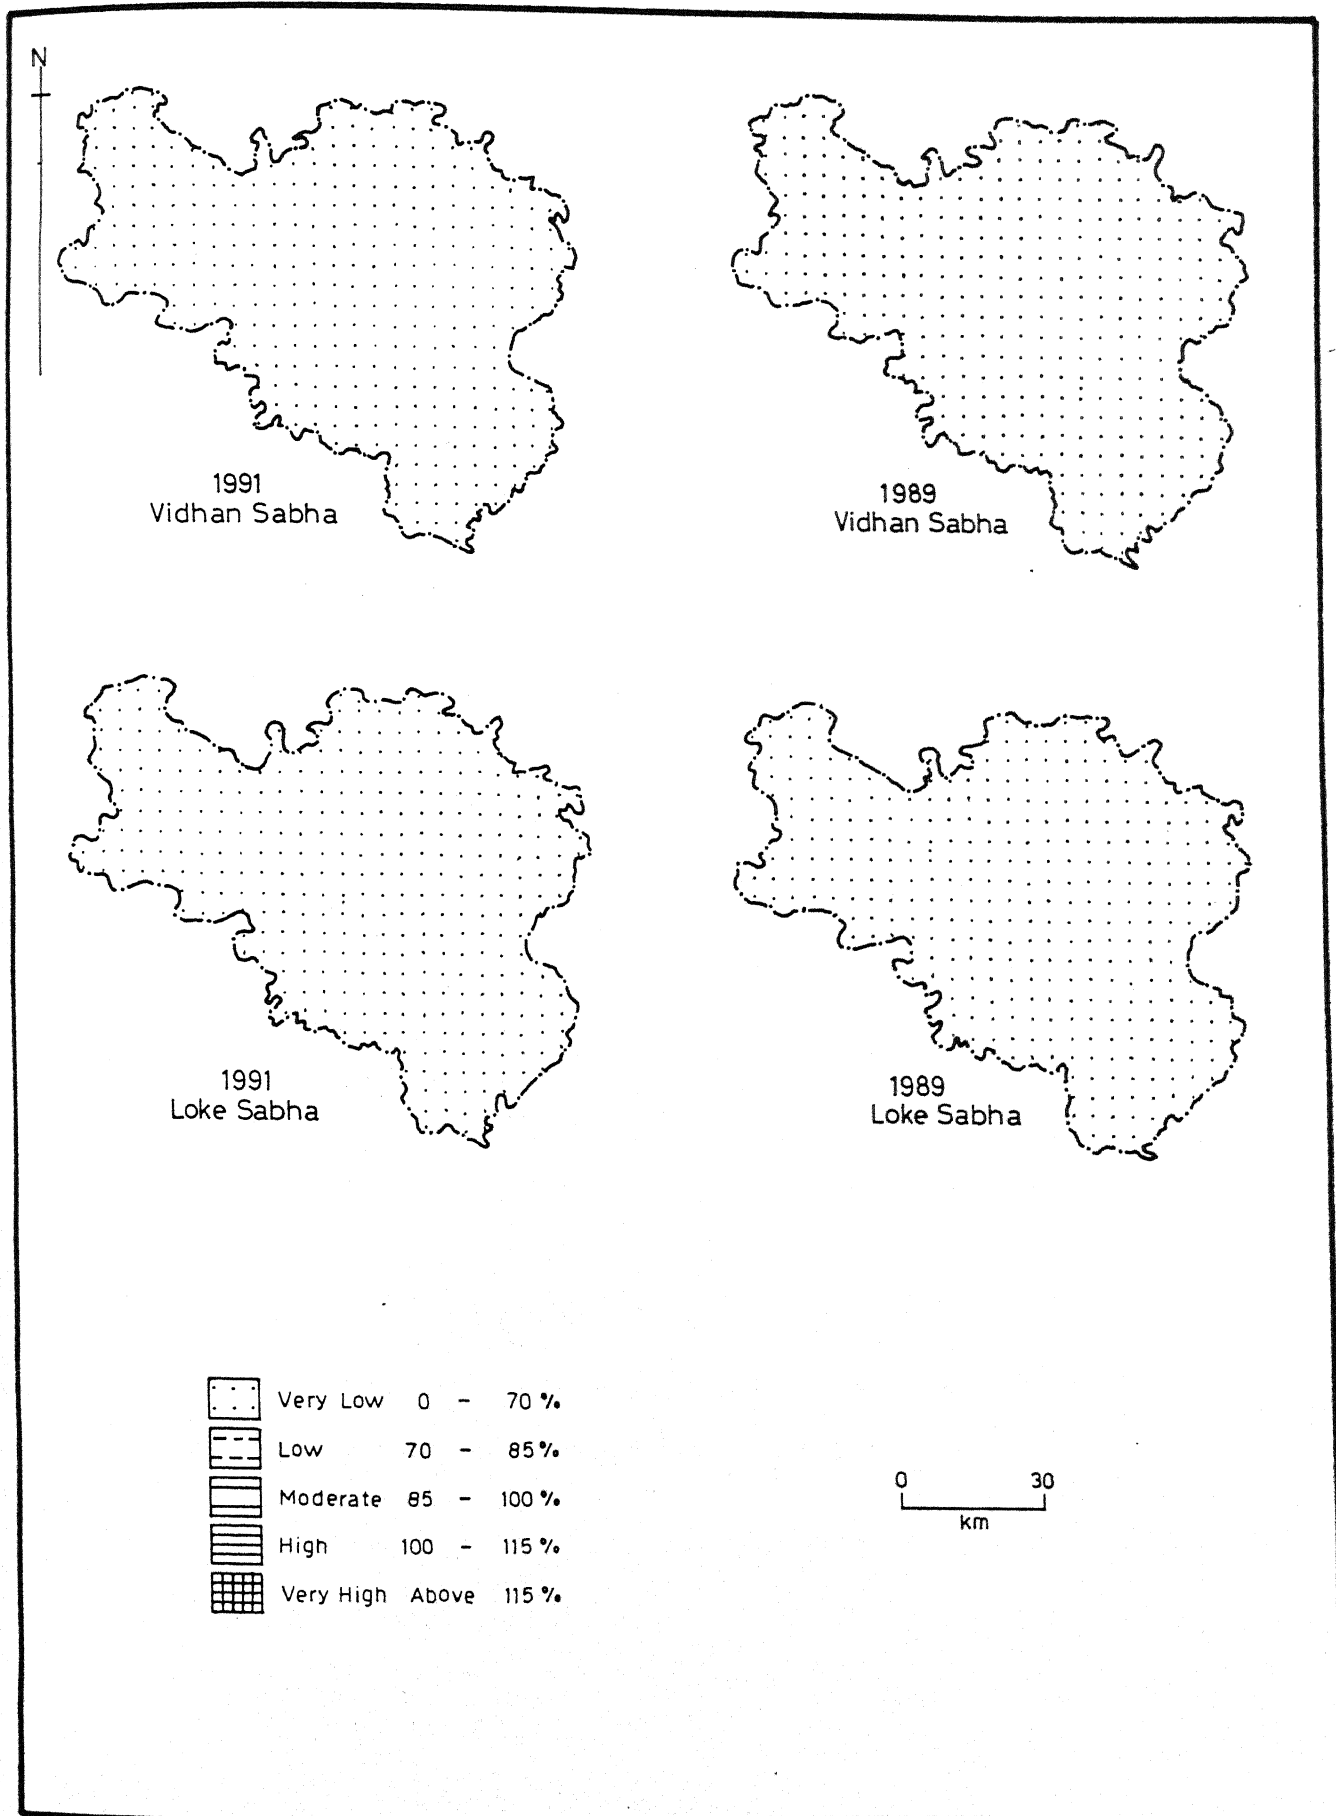 N
1991
Vidhan Sabha
1989
Vidhan Sabha
1991
Loke Sabha
1989
Loke Sabha
Very Low 0 - 70 %
Low 70 - 85 %
Moderate 85 - 100 %
High 100 - 115 %
Very High Above 115 %
0 30
km